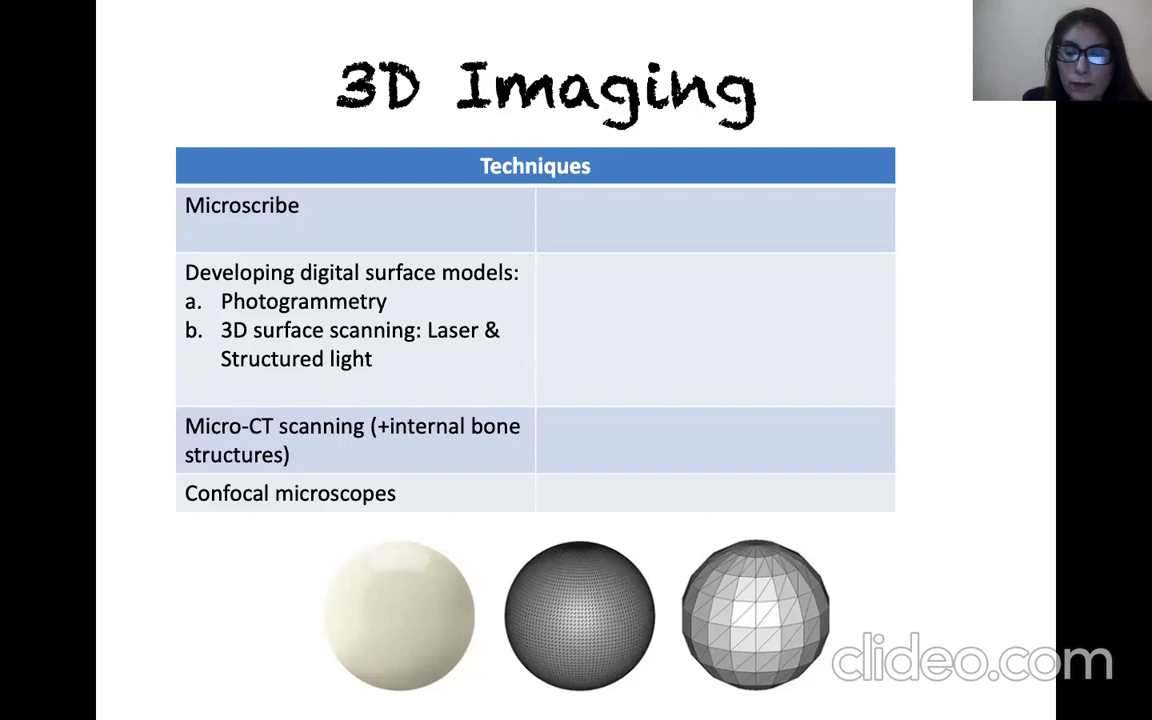 3D Imaging
Techniques
Microscribe
Developing digital surface models:
a. Photogrammetry
b. 3D surface scanning: Laser &
Structured light
Micro-CT scanning (+internal bone
structures)
Confocal microscopes
clideo.com